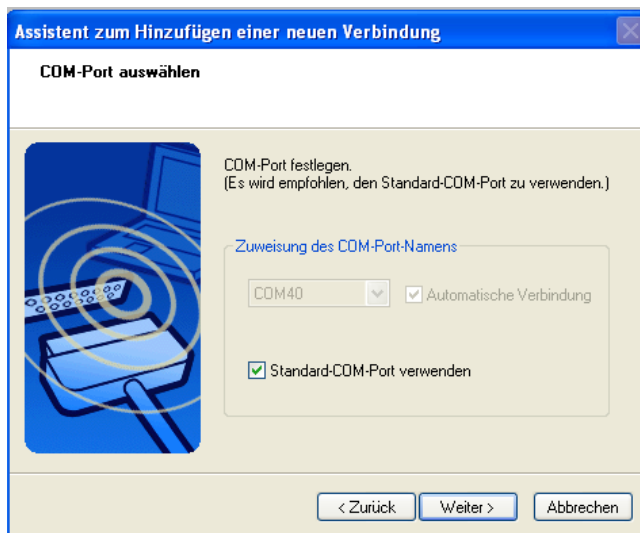 Assistent zum Hinzufügen einer neuen Verbindung
COM-Port auswählen
COM-Port festlegen.
(Es wird empfohlen, den Standard-COM-Port zu verwenden.)
Zuweisung des COM-Port-Namens
COM40
Automatische Verbindung
Standard-COM-Port verwenden
< Zurück
Weiter >
Abbrechen